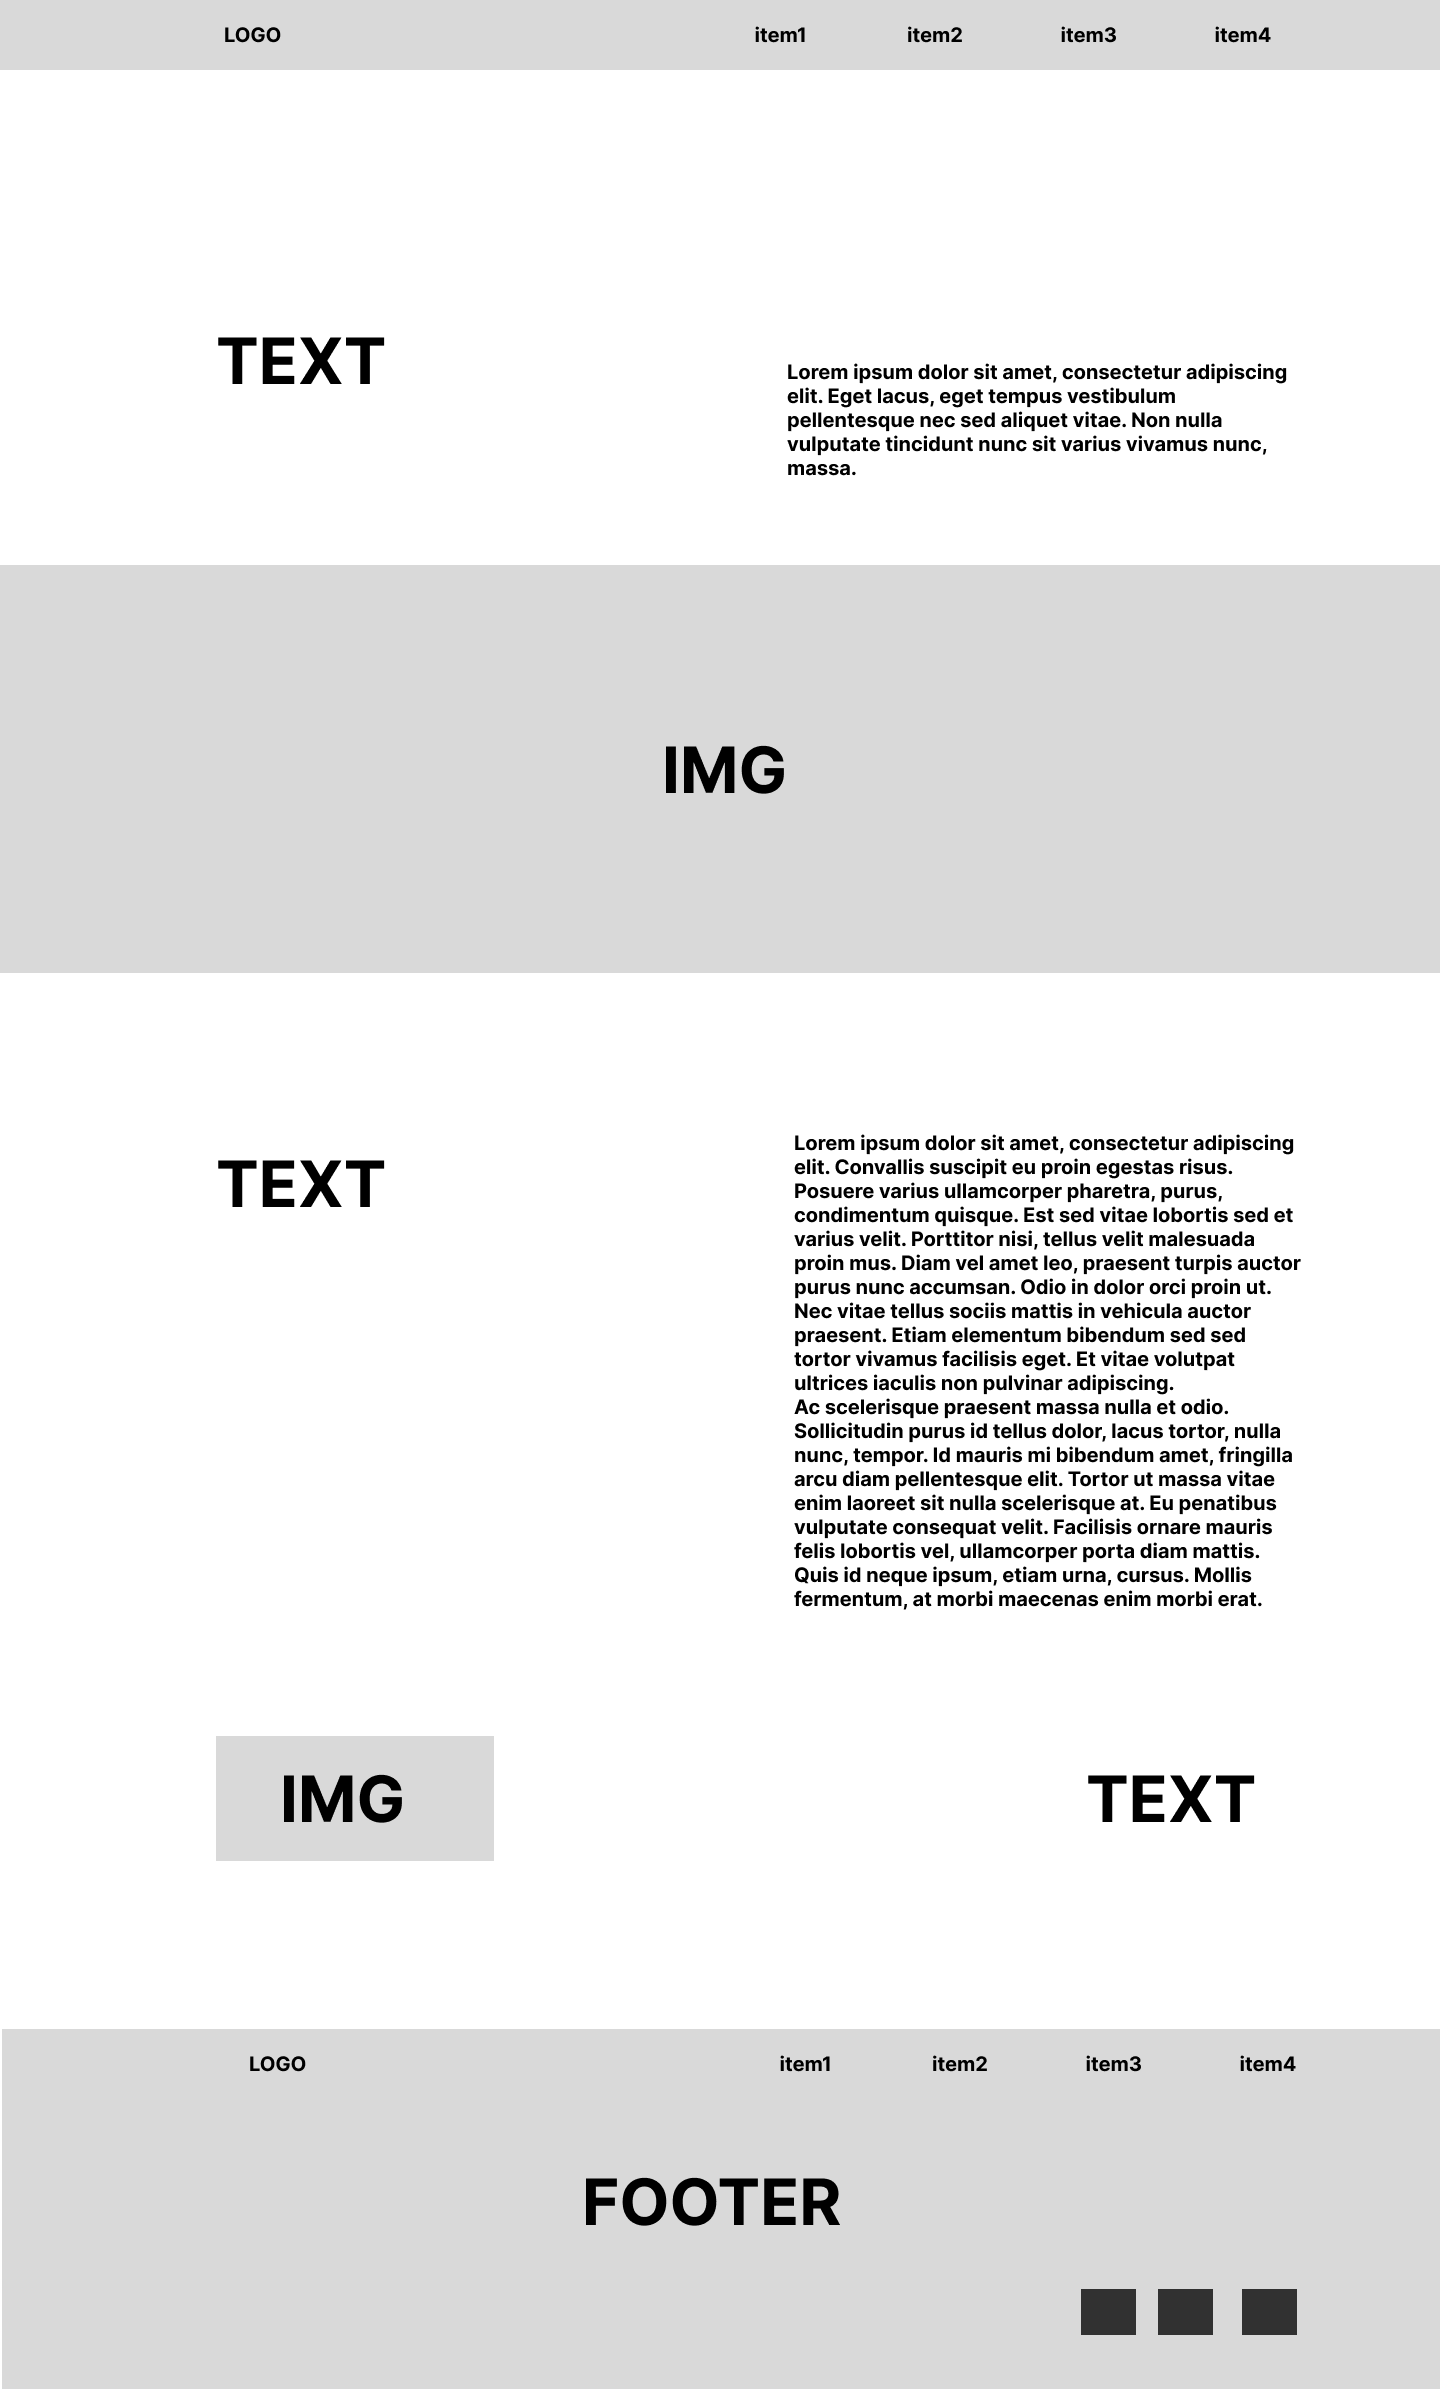 LOGO item1 item2 item3 item4
TEXT
Lorem ipsum dolor sit amet, consectetur adipiscing
elit. Eget lacus, eget tempus vestibulum
pellentesque nec sed aliquet vitae. Non nulla
vulputate tincidunt nunc sit varius vivamus nunc,
massa.
IMG
TEXT
Lorem ipsum dolor sit amet, consectetur adipiscing
elit. Convallis suscipit eu proin egestas risus.
Posuere varius ullamcorper pharetra, purus,
condimentum quisque. Est sed vitae lobortis sed et
varius velit. Porttitor nisi, tellus velit malesuada
proin mus. Diam vel amet leo, praesent turpis auctor
purus nunc accumsan. Odio in dolor orci proin ut.
Nec vitae tellus sociis mattis in vehicula auctor
praesent. Etiam elementum bibendum sed sed
tortor vivamus facilisis eget. Et vitae volutpat
ultrices iaculis non pulvinar adipiscing.
Ac scelerisque praesent massa nulla et odio.
Sollicitudin purus id tellus dolor, lacus tortor, nulla
nunc, tempor. Id mauris mi bibendum amet, fringilla
arcu diam pellentesque elit. Tortor ut massa vitae
enim laoreet sit nulla scelerisque at. Eu penatibus
vulputate consequat velit. Facilisis ornare mauris
felis lobortis vel, ullamcorper porta diam mattis.
Quis id neque ipsum, etiam urna, cursus. Mollis
fermentum, at morbi maecenas enim morbi erat.
IMG TEXT
LOGO item1 item2 item3 item4
FOOTER